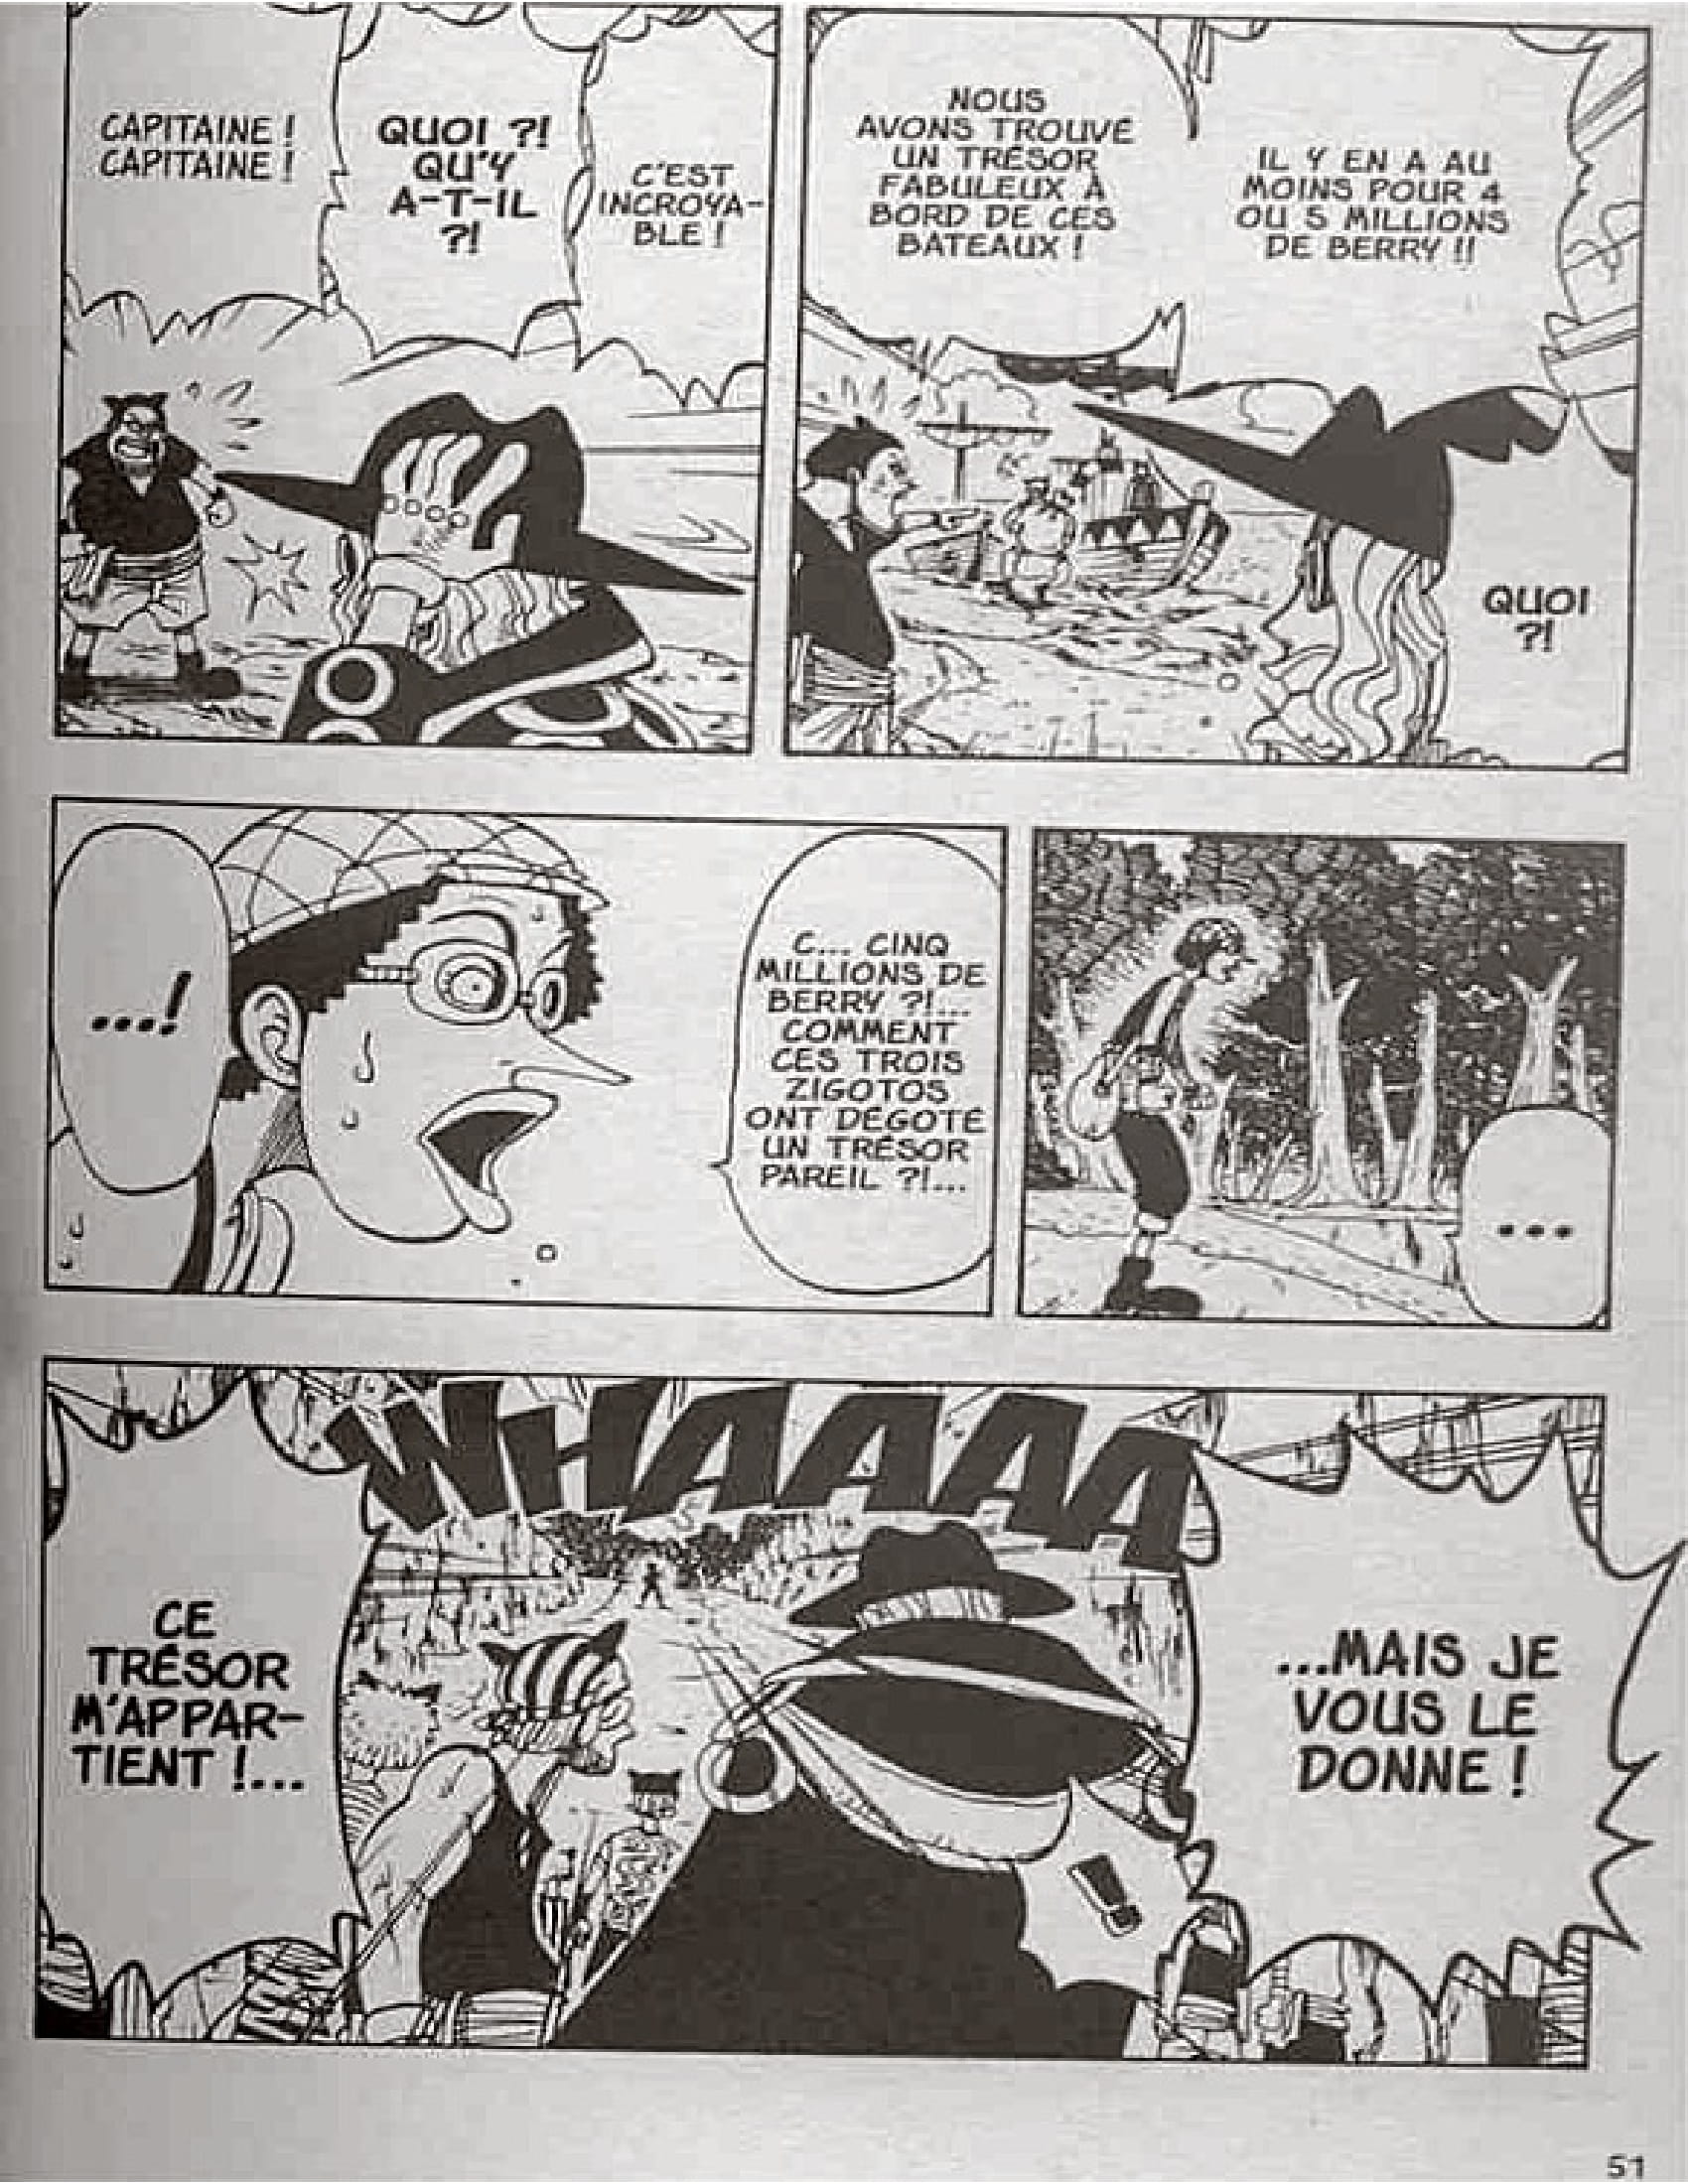 CAPITAINE !
CAPITAINE !
QUOI ?!
QU'Y
A-T-IL
?!
C'EST
INCROYA-
BLE !
NOUS
AVONS TROUVÉ
UN TRÉSOR
FABULEUX À
BORD DE CES
BATEAUX !
IL Y EN A AU
MOINS POUR 4
OU 5 MILLIONS
DE BERRY !!
QUOI
?!
...!
C... CINQ
MILLIONS DE
BERRY ?!...
COMMENT
CES TROIS
ZIGOTOS
ONT DÉGOTÉ
UN TRÉSOR
PAREIL ?!...
...
WHAAAAA
CE
TRÉSOR
M'APPAR-
TIENT !...
!
...MAIS JE
VOUS LE
DONNE !
51